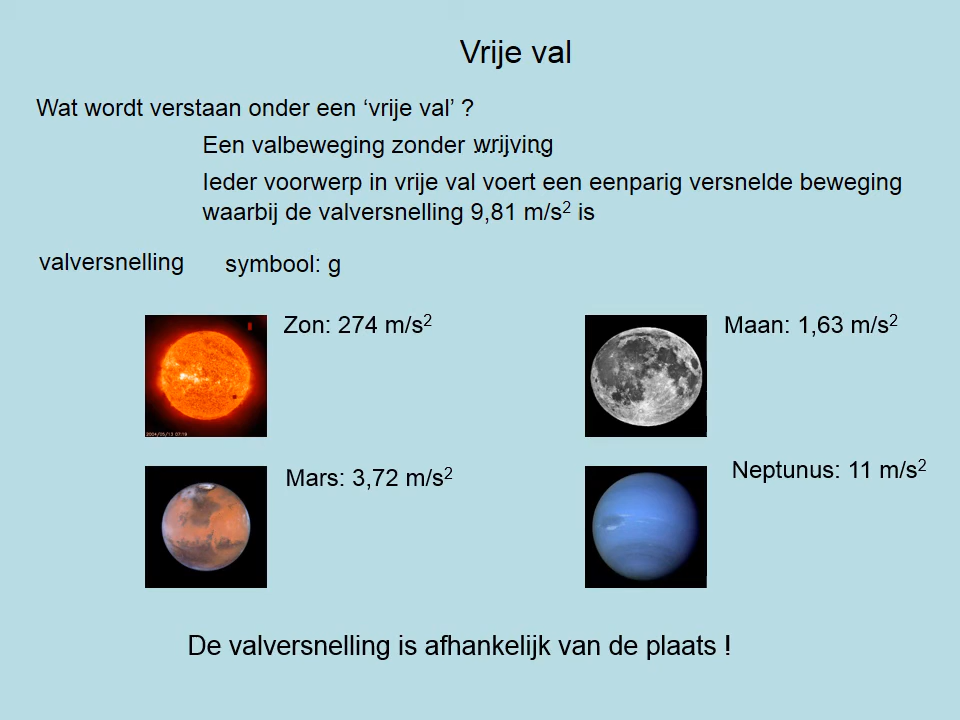 Vrije val
Wat wordt verstaan onder een ‘vrije val’ ?
Een valbeweging zonder wrijving
Ieder voorwerp in vrije val voert een eenparig versnelde beweging
waarbij de valversnelling 9,81 m/s² is
valversnelling symbool: g
Zon: 274 m/s²
Maan: 1,63 m/s²
Mars: 3,72 m/s²
Neptunus: 11 m/s²
De valversnelling is afhankelijk van de plaats !